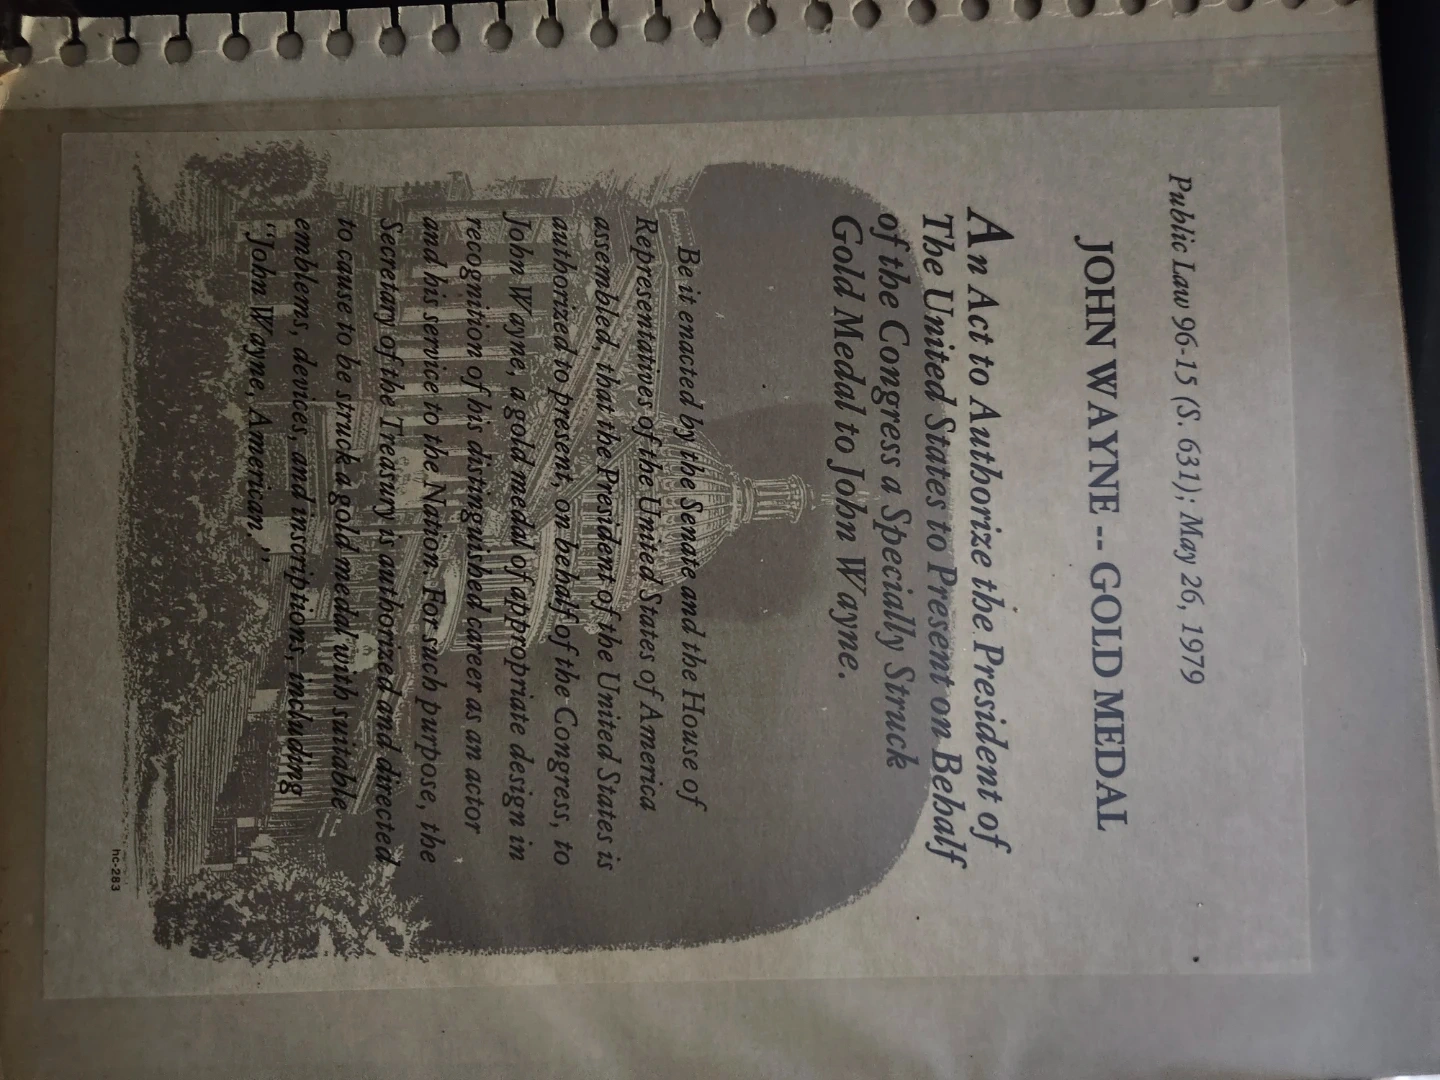 Public Law 96-15 (S. 631); May 26, 1979
JOHN WAYNE -- GOLD MEDAL
An Act to Authorize the President of
The United States to Present on Behalf
of the Congress a Specially Struck
Gold Medal to John Wayne.
Be it enacted by the Senate and the House of
Representatives of the United States of America
assembled, that the President of the United States is
authorized to present, on behalf of the Congress, to
John Wayne, a gold medal of appropriate design in
recognition of his distinguished career as an actor
and his service to the Nation. For such purpose, the
Secretary of the Treasury is authorized and directed
to cause to be struck a gold medal with suitable
emblems, devices, and inscriptions, including
“John Wayne, American.”
hc-283